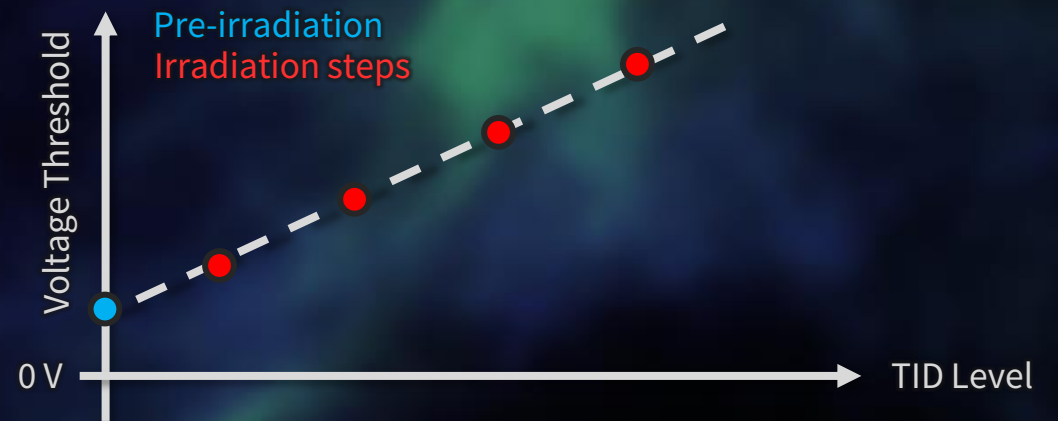 Pre-irradiation
Irradiation steps
Voltage Threshold
0 V
TID Level